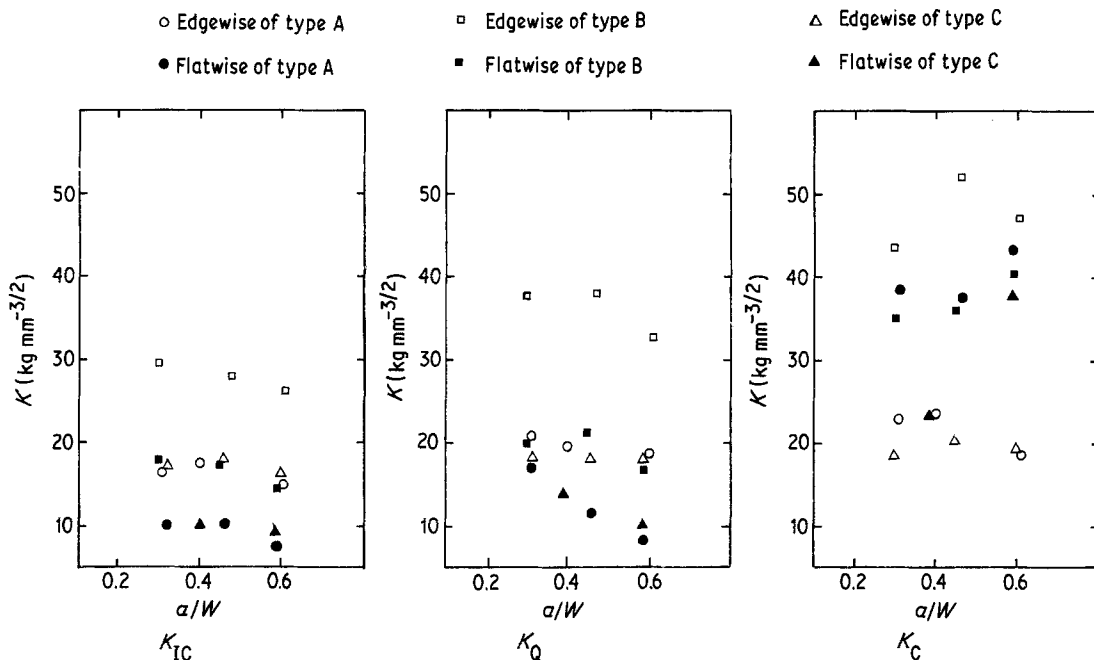 ○ Edgewise of type A
□ Edgewise of type B
△ Edgewise of type C
● Flatwise of type A
■ Flatwise of type B
▲ Flatwise of type C
K (kg mm⁻³/²)
50
40
30
20
10
0.2 0.4 0.6
a/W
K_IC
K (kg mm⁻³/²)
50
40
30
20
10
0.2 0.4 0.6
a/W
K_Q
K (kg mm⁻³/²)
50
40
30
20
10
0.2 0.4 0.6
a/W
K_C